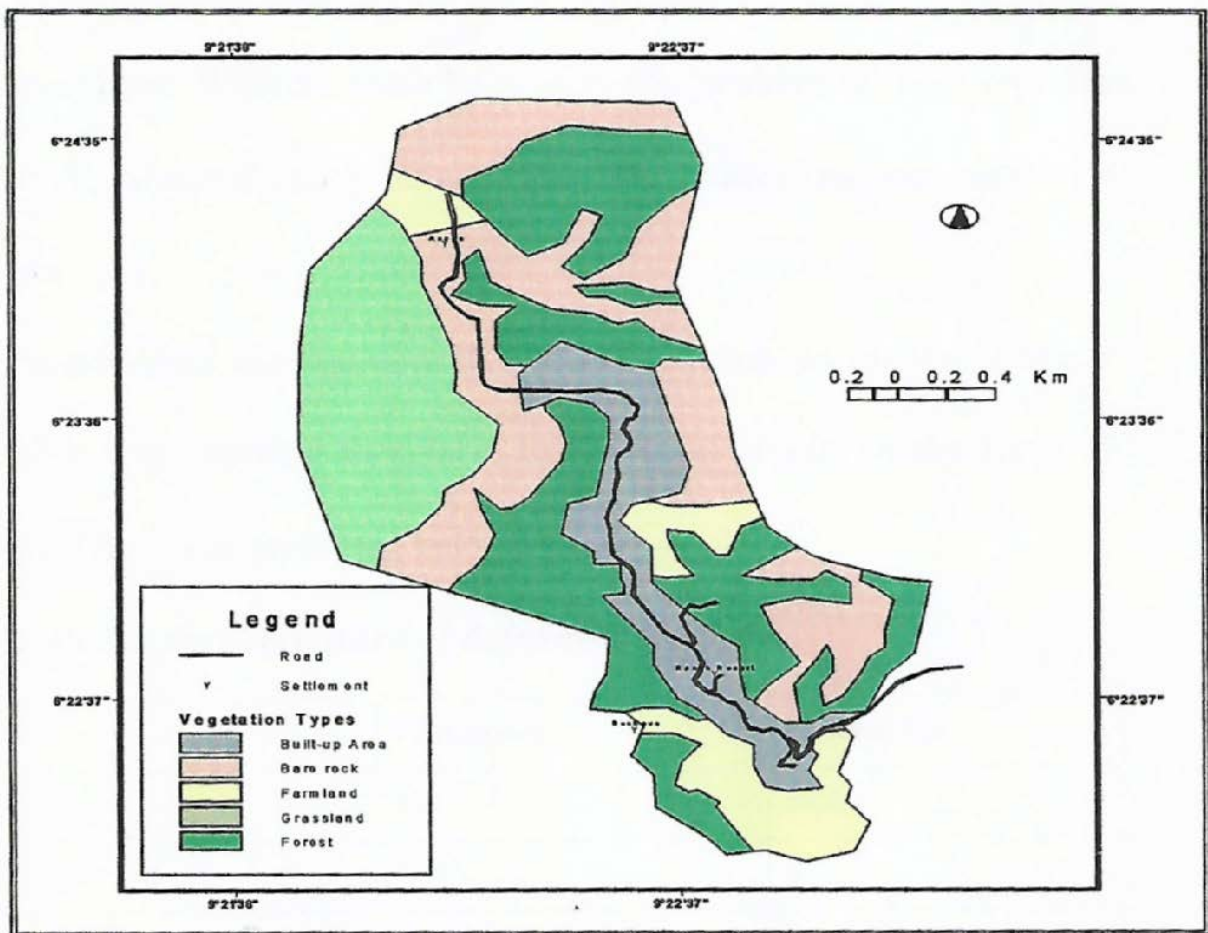 9°21'36" 9°22'37"
6°24'35" 6°24'35"
0.2 0 0.2 0.4 Km
6°23'36" 6°23'36"
Legend
Road
Settlement
6°22'37" 6°22'37"
Vegetation Types
Built-up Area
Bare rock
Farmland
Grassland
Forest
9°21'36" 9°22'37"